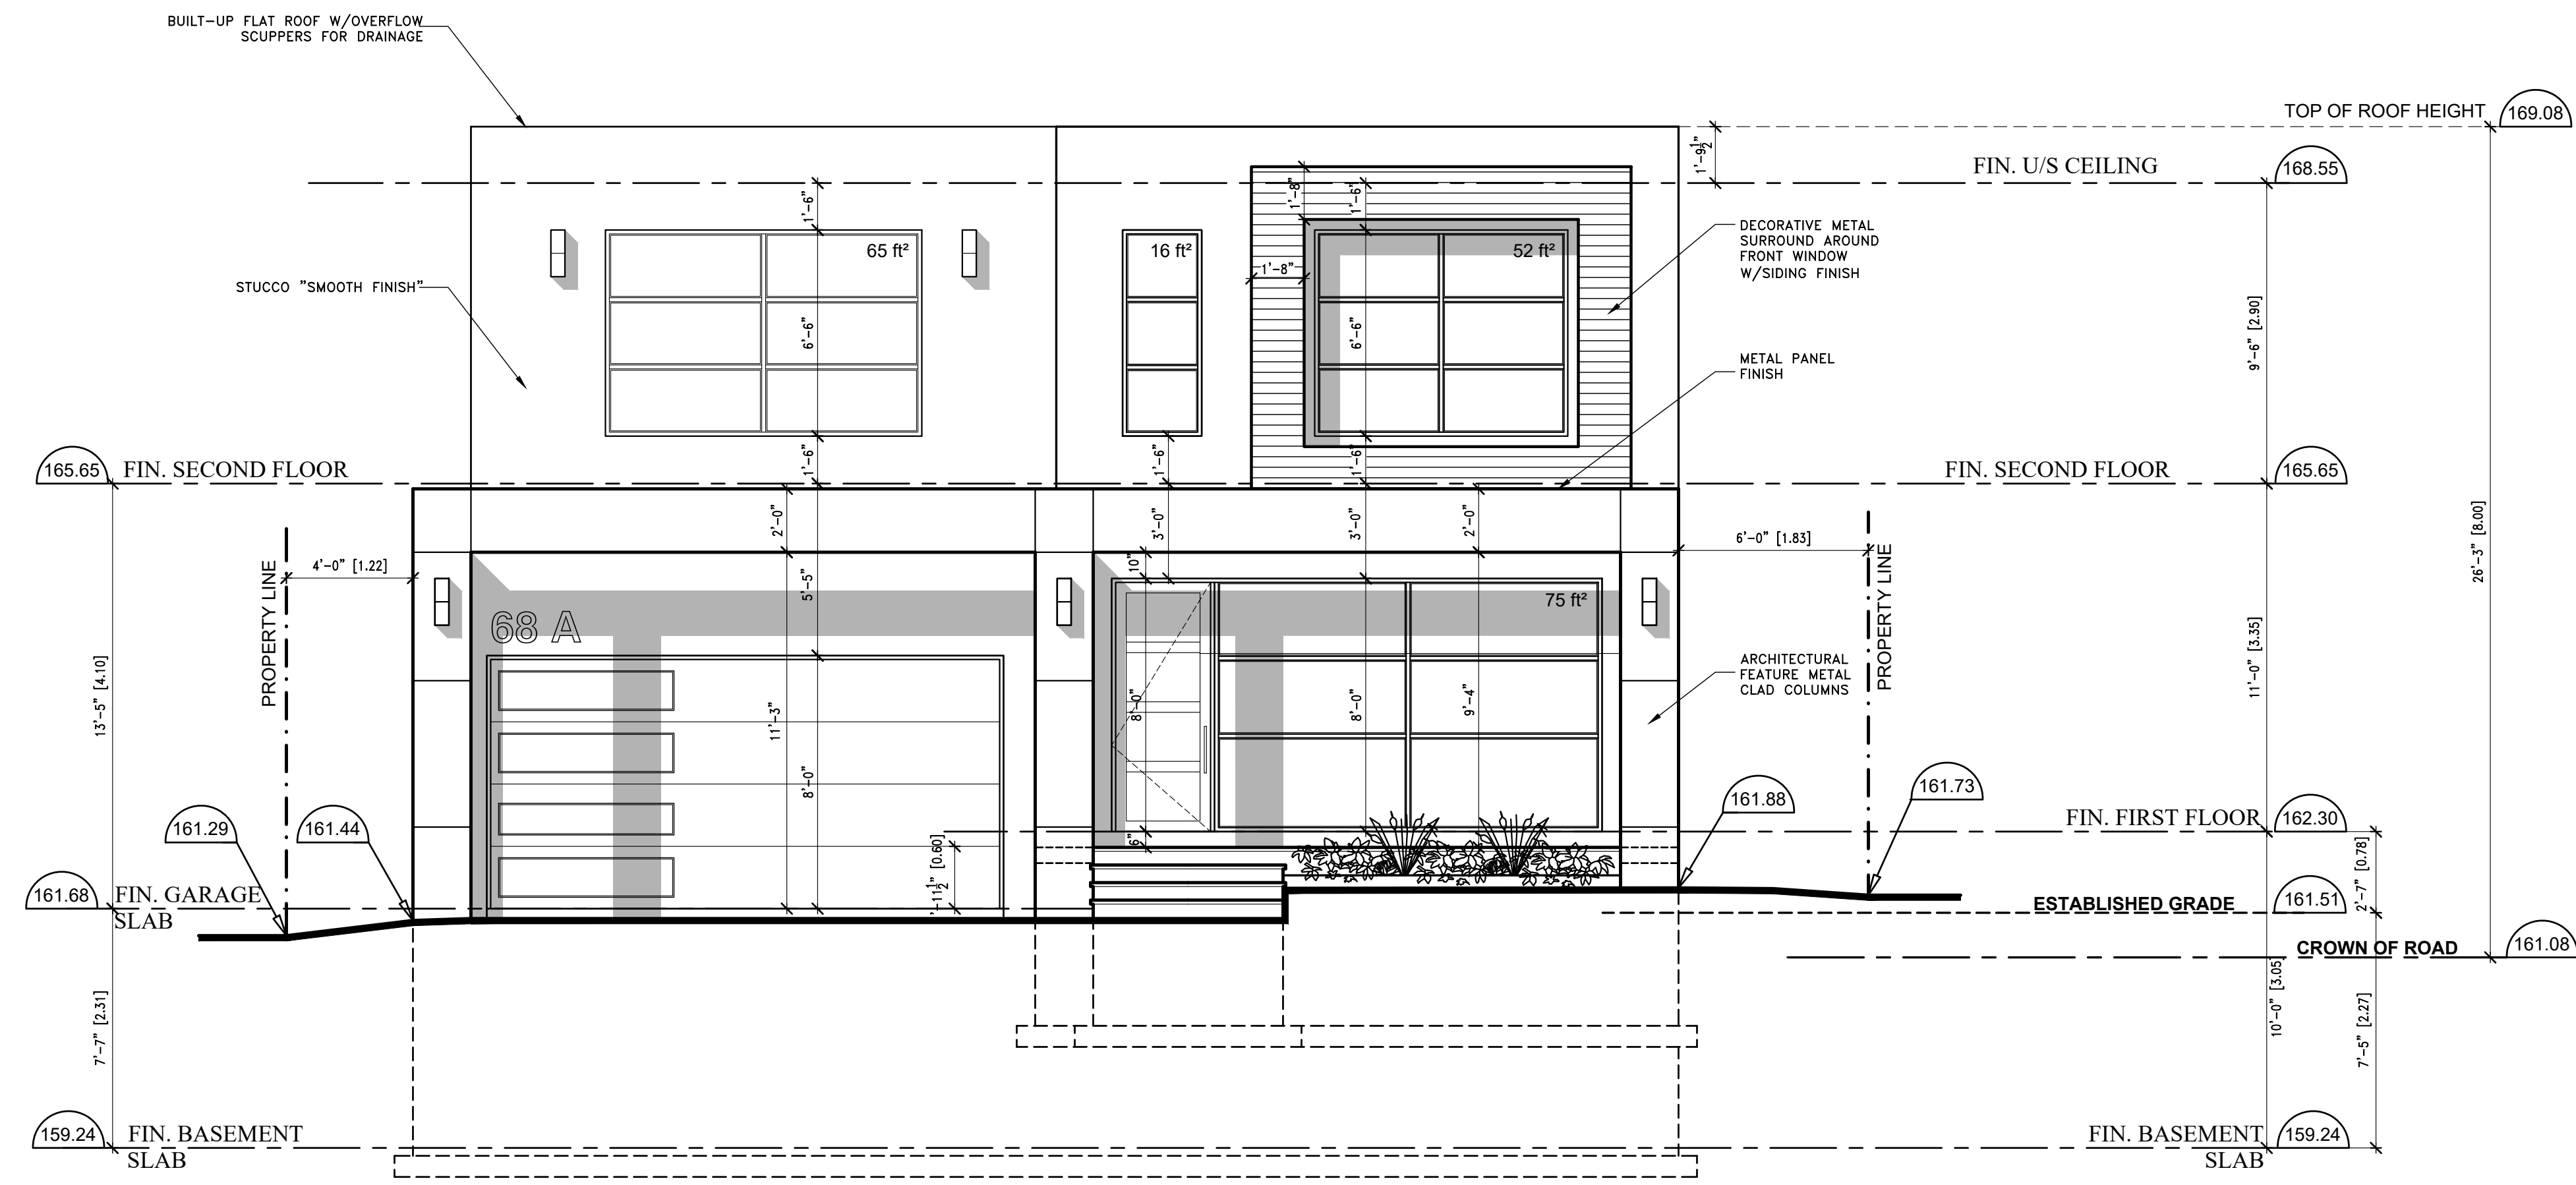 BUILT-UP FLAT ROOF W/OVERFLOW
SCUPPERS FOR DRAINAGE
TOP OF ROOF HEIGHT
169.08
1'-9 1/2"
FIN. U/S CEILING
168.55
1'-6"
1'-8"
1'-6"
65 ft²
16 ft²
52 ft²
1'-8"
DECORATIVE METAL
SURROUND AROUND
FRONT WINDOW
W/SIDING FINISH
STUCCO "SMOOTH FINISH"
6'-6"
6'-6"
9'-6" [2.90]
METAL PANEL
FINISH
165.65
FIN. SECOND FLOOR
1'-6"
1'-6"
1'-6"
FIN. SECOND FLOOR
165.65
2'-0"
3'-0"
3'-0"
2'-0"
26'-3" [8.00]
4'-0" [1.22]
6'-0" [1.83]
PROPERTY LINE
PROPERTY LINE
5'-5"
10"
68 A
75 ft²
13'-5" [4.10]
11'-3"
8'-0"
8'-0"
8'-0"
9'-4"
11'-0" [3.35]
ARCHITECTURAL
FEATURE METAL
CLAD COLUMNS
161.29
161.44
161.88
161.73
6"
'-11 1/2" [0.60]
FIN. FIRST FLOOR
162.30
161.68
FIN. GARAGE
SLAB
2'-7" [0.78]
ESTABLISHED GRADE
161.51
CROWN OF ROAD
161.08
7'-7" [2.31]
10'-0" [3.05]
7'-5" [2.27]
159.24
FIN. BASEMENT
SLAB
FIN. BASEMENT
SLAB
159.24